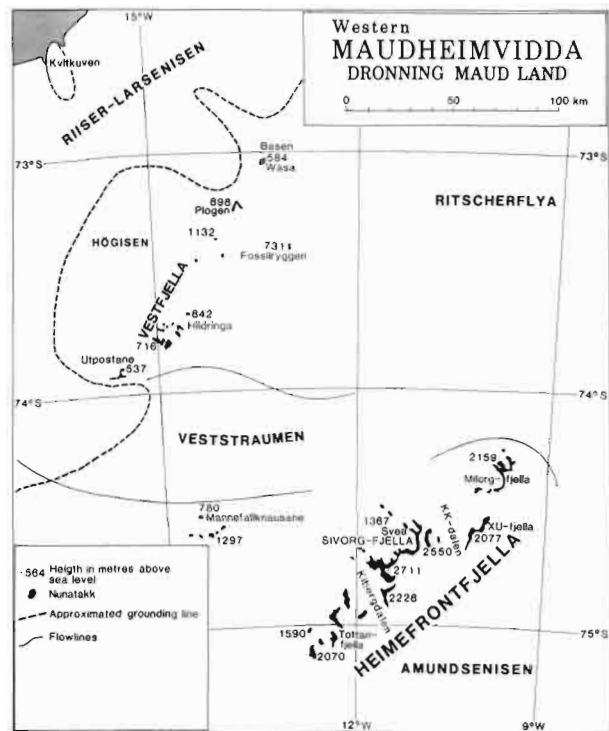 15°W
Western
MAUDHEIMVIDDA
DRONNING MAUD LAND
0 50 100 km
Kvitkuven
RIISER-LARSENISEN
73°S
Basen
584
Wasa
73°S
898
Plogen
RITSCHERFLYA
1132
HÖGISEN
731
Fossilryggen
VESTFJELLA
842
Hildringa
716
Utpostane
537
74°S
74°S
VESTSTRAUMEN
2159
Milorg-fjella
780
Mannefallknausane
1297
1367
Sveá
SIVORG-FJELLA
KK-dalen
XU-fjella
2550
2077
2711
Kibergdalen
2228
HEIMEFRONTFJELLA
1590
Tottan-
fjella
2070
75°S
AMUNDSENISEN
564 Heigth in metres above
sea level
Nunatakk
Approximated grounding line
Flowlines
12°W
9°W